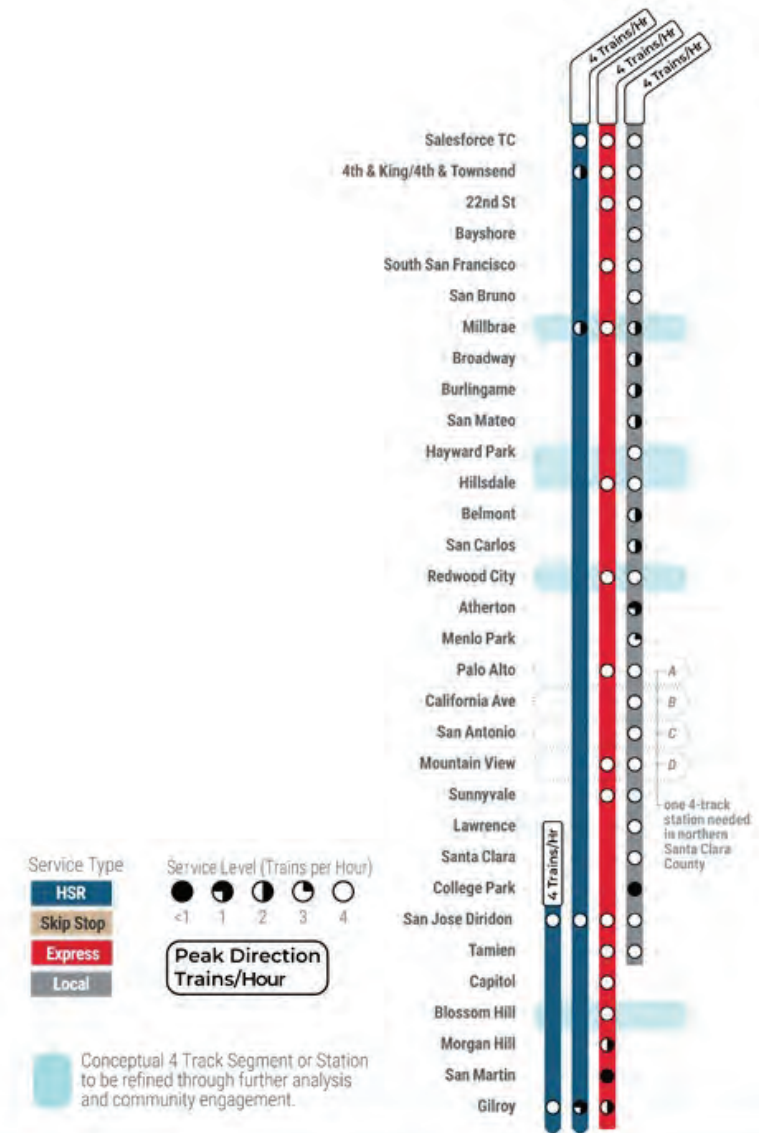 4 Trains/Hr
4 Trains/Hr
4 Trains/Hr
Salesforce TC
4th & King/4th & Townsend
22nd St
Bayshore
South San Francisco
San Bruno
Millbrae
Broadway
Burlingame
San Mateo
Hayward Park
Hillsdale
Belmont
San Carlos
Redwood City
Atherton
Menlo Park
Palo Alto
A
California Ave
B
San Antonio
C
Mountain View
D
Sunnyvale
one 4-track
station needed
in northern
Santa Clara
County
Lawrence
Santa Clara
College Park
4 Trains/Hr
San Jose Diridon
Tamien
Capitol
Blossom Hill
Morgan Hill
San Martin
Gilroy
Service Type
HSR
Skip Stop
Express
Local
Service Level (Trains per Hour)
<1 1 2 3 4
Peak Direction
Trains/Hour
Conceptual 4 Track Segment or Station
to be refined through further analysis
and community engagement.